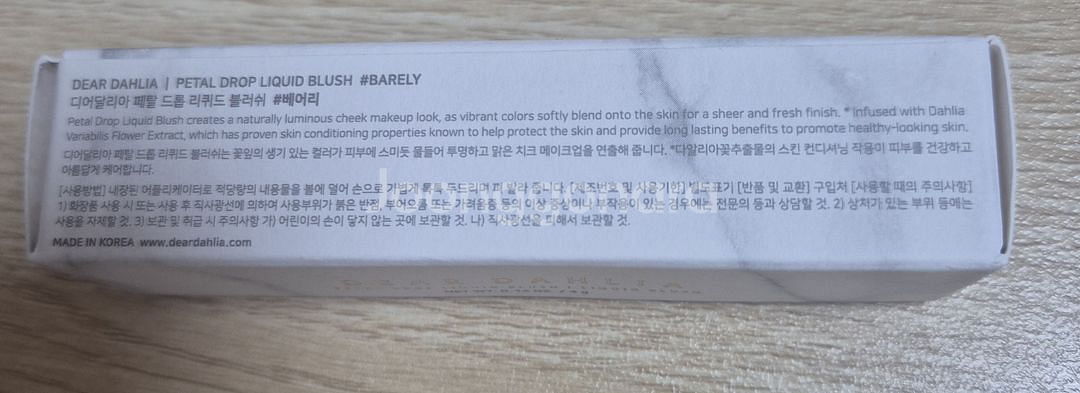 DEAR DAHLIA | PETAL DROP LIQUID BLUSH #BARELY
디어달리아 페탈 드롭 리퀴드 블러쉬 #베어리
Petal Drop Liquid Blush creates a naturally luminous cheek makeup look, as vibrant colors softly blend onto the skin for a sheer and fresh finish. * Infused with Dahlia
Variabilis Flower Extract, which has proven skin conditioning properties known to help protect the skin and provide long lasting benefits to promote healthy-looking skin.
디어달리아 페탈 드롭 리퀴드 블러쉬는 꽃잎의 생기 있는 컬러가 피부에 스미듯 물들어 투명하고 맑은 치크 메이크업을 연출해 줍니다. *다알리아꽃추출물의 스킨 컨디셔닝 작용이 피부를 건강하고
아름답게 케어합니다.
[사용방법] 내장된 어플리케이터로 적당량의 내용물을 볼에 덜어 손으로 가볍게 톡톡 두드리며 펴 발라 줍니다. [제조번호 및 사용기한] 별도표기 [반품 및 교환] 구입처 [사용할 때의 주의사항]
1) 화장품 사용 시 또는 사용 후 직사광선에 의하여 사용부위가 붉은 반점, 부어오름 또는 가려움증 등의 이상 증상이나 부작용이 있는 경우에는 전문의 등과 상담할 것. 2) 상처가 있는 부위 등에는
사용을 자제할 것. 3) 보관 및 취급 시 주의사항 가) 어린이의 손이 닿지 않는 곳에 보관할 것. 나) 직사광선을 피해서 보관할 것.
MADE IN KOREA www.deardahlia.com
DEAR DAHLIA